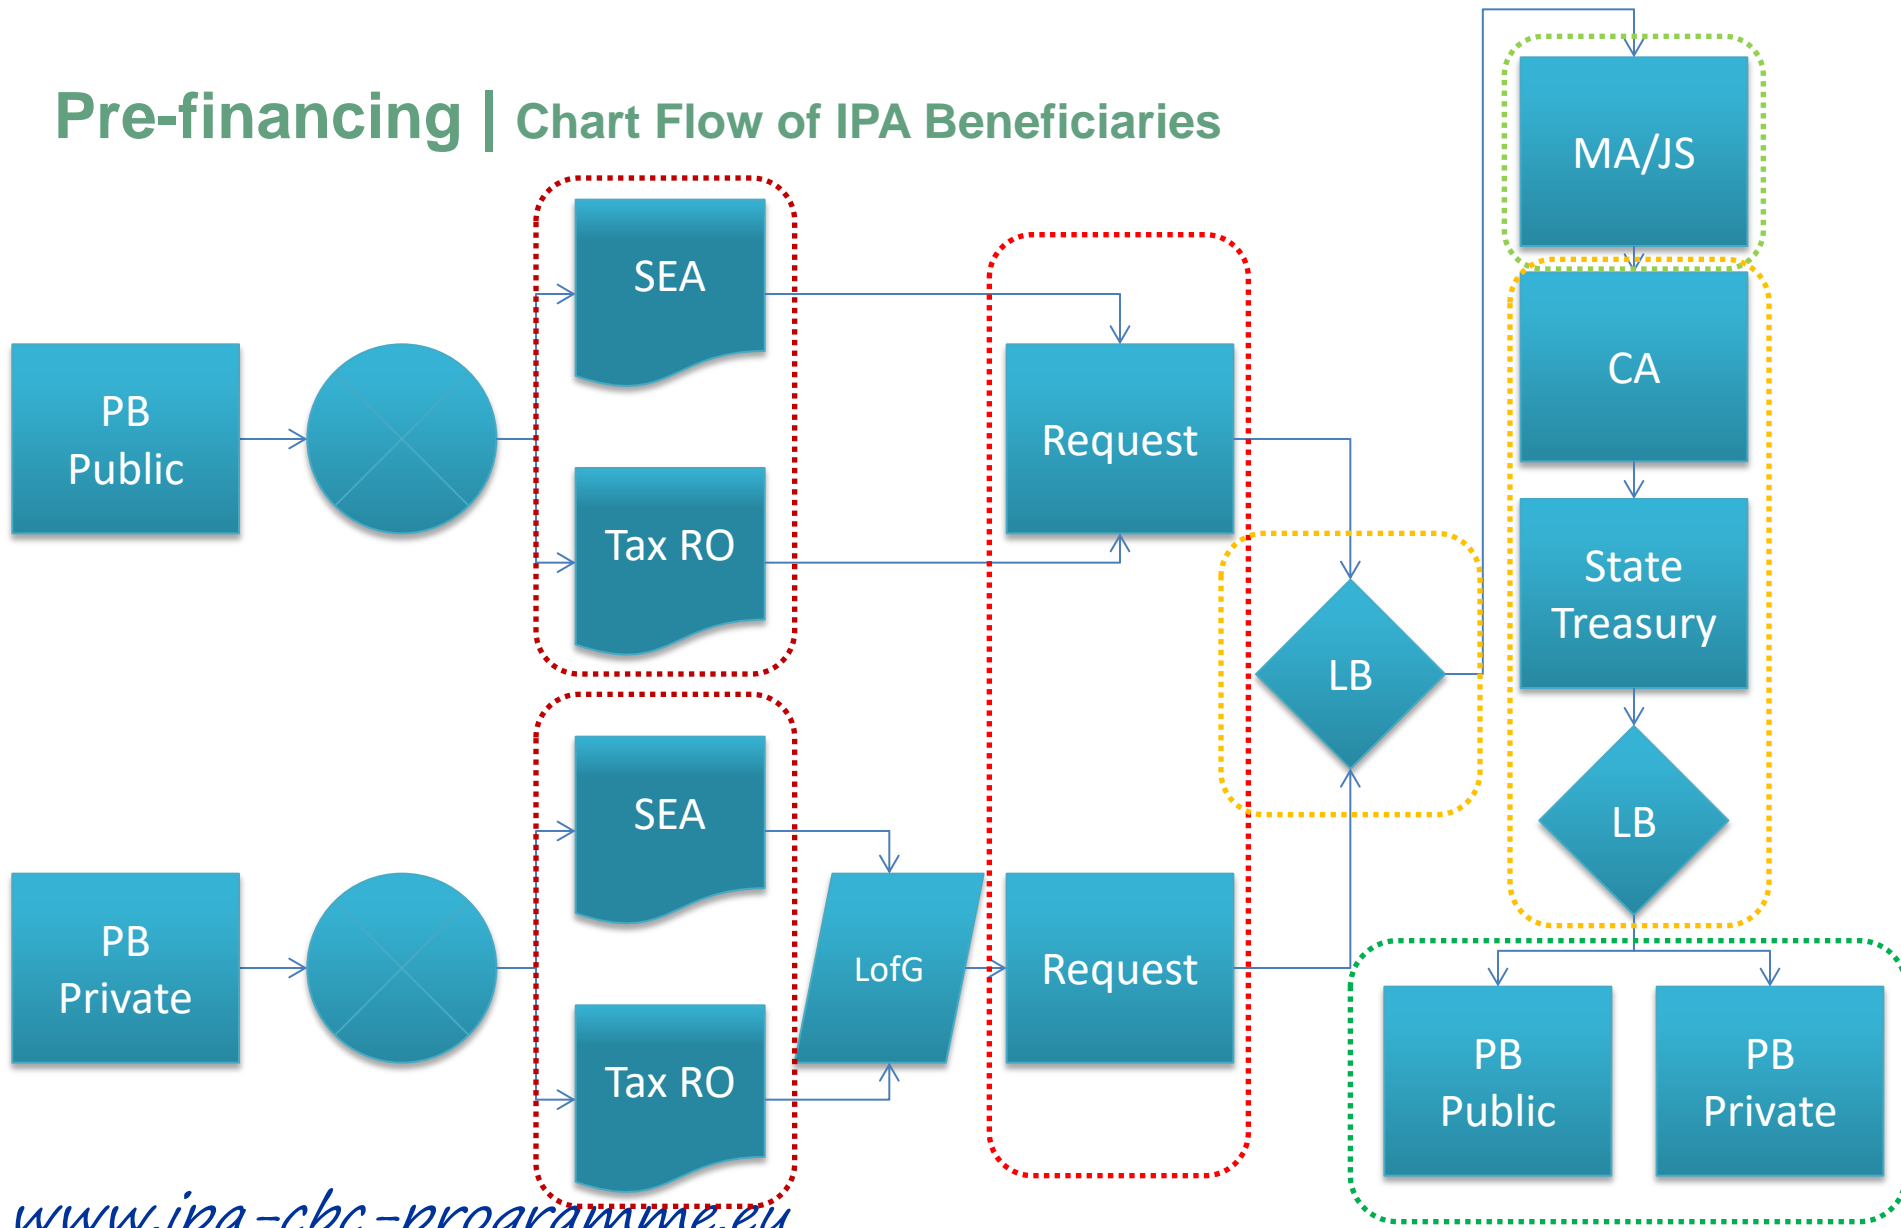 Pre-financing | Chart Flow of IPA Beneficiaries
MA/JS
SEA
CA
PB
Public
Request
Tax RO
State
Treasury
LB
SEA
LB
PB
Private
LofG
Request
Tax RO
PB
Public
PB
Private
www.ipa-cbc-programme.eu